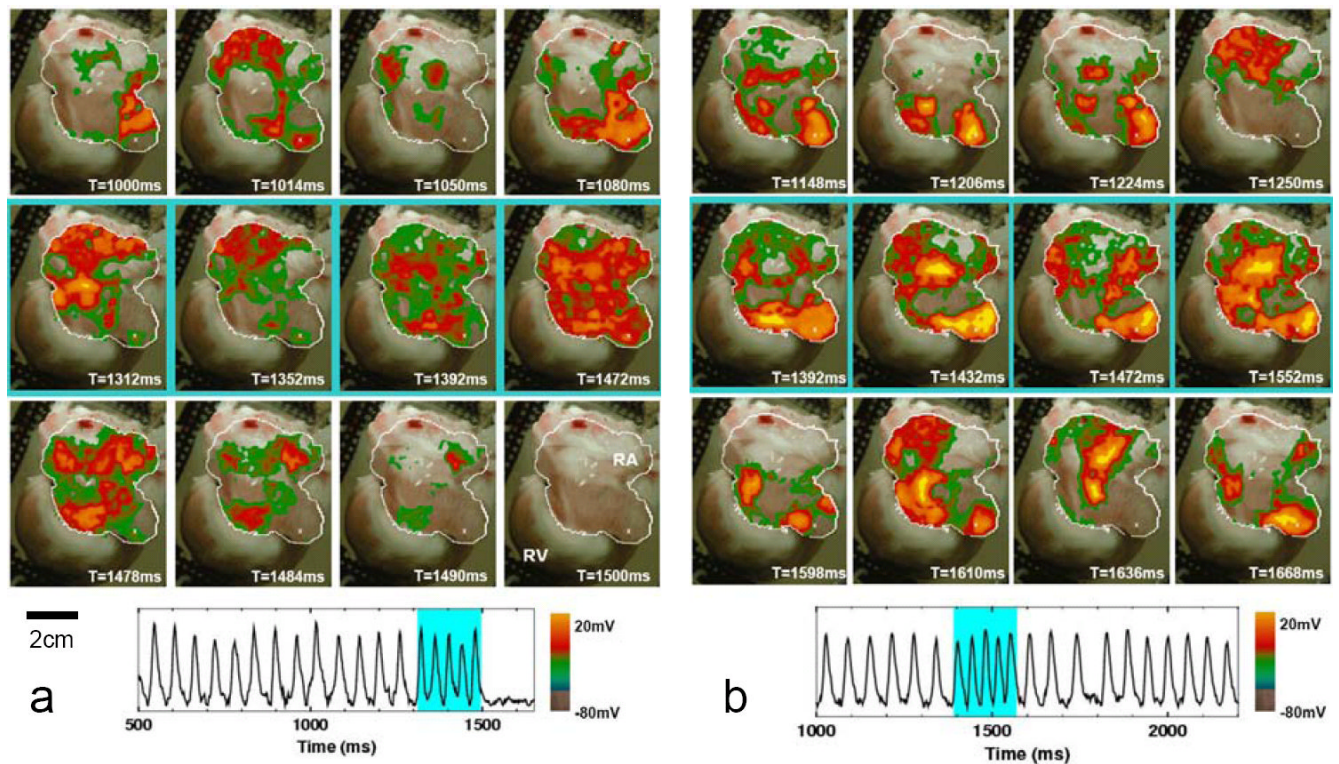 T=1000ms T=1014ms T=1050ms T=1080ms
T=1312ms T=1352ms T=1392ms T=1472ms
RA
T=1478ms T=1484ms T=1490ms RV T=1500ms
2cm
20mV
-80mV
a
500 1000 1500
Time (ms)
T=1148ms T=1206ms T=1224ms T=1250ms
T=1392ms T=1432ms T=1472ms T=1552ms
T=1598ms T=1610ms T=1636ms T=1668ms
20mV
-80mV
b
1000 1500 2000
Time (ms)